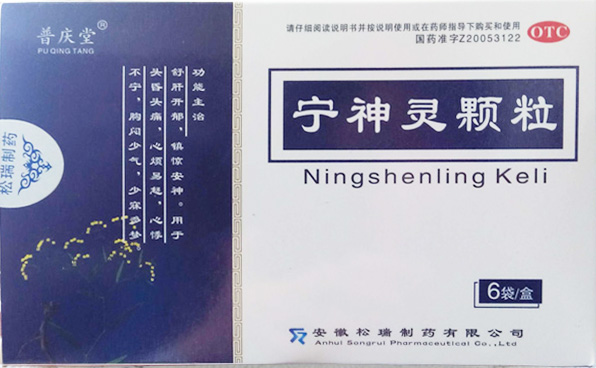 普庆堂®
PU QING TANG
松瑞制药
功能主治
舒肝开郁，镇惊安神。用于
头昏头痛，心烦易怒，心悸
不宁，胸闷少气，少寐多梦
请仔细阅读说明书并按说明使用或在药师指导下购买和使用
国药准字Z20053122
OTC
宁神灵颗粒
Ningshenling Keli
6袋/盒
安徽松瑞制药有限公司
Anhui Songrui Pharmaceutical Co.,Ltd